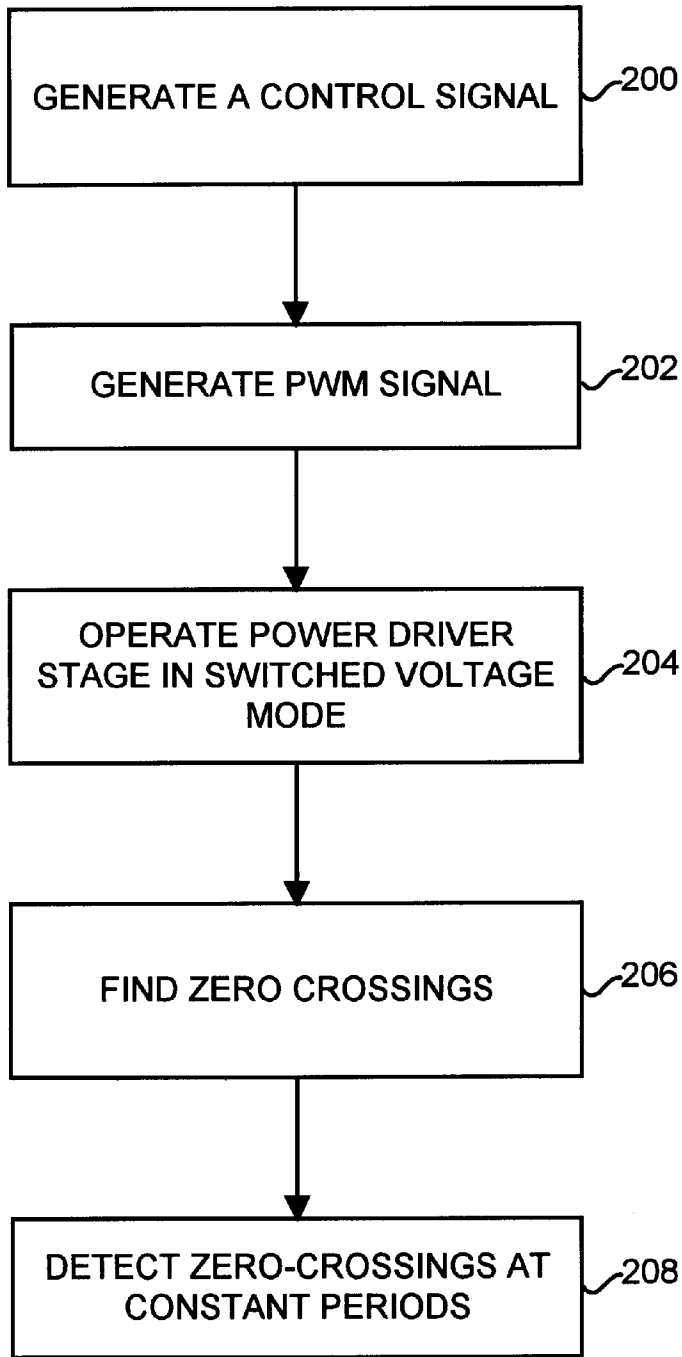 GENERATE A CONTROL SIGNAL
200
GENERATE PWM SIGNAL
202
OPERATE POWER DRIVER
STAGE IN SWITCHED VOLTAGE
MODE
204
FIND ZERO CROSSINGS
206
DETECT ZERO-CROSSINGS AT
CONSTANT PERIODS
208